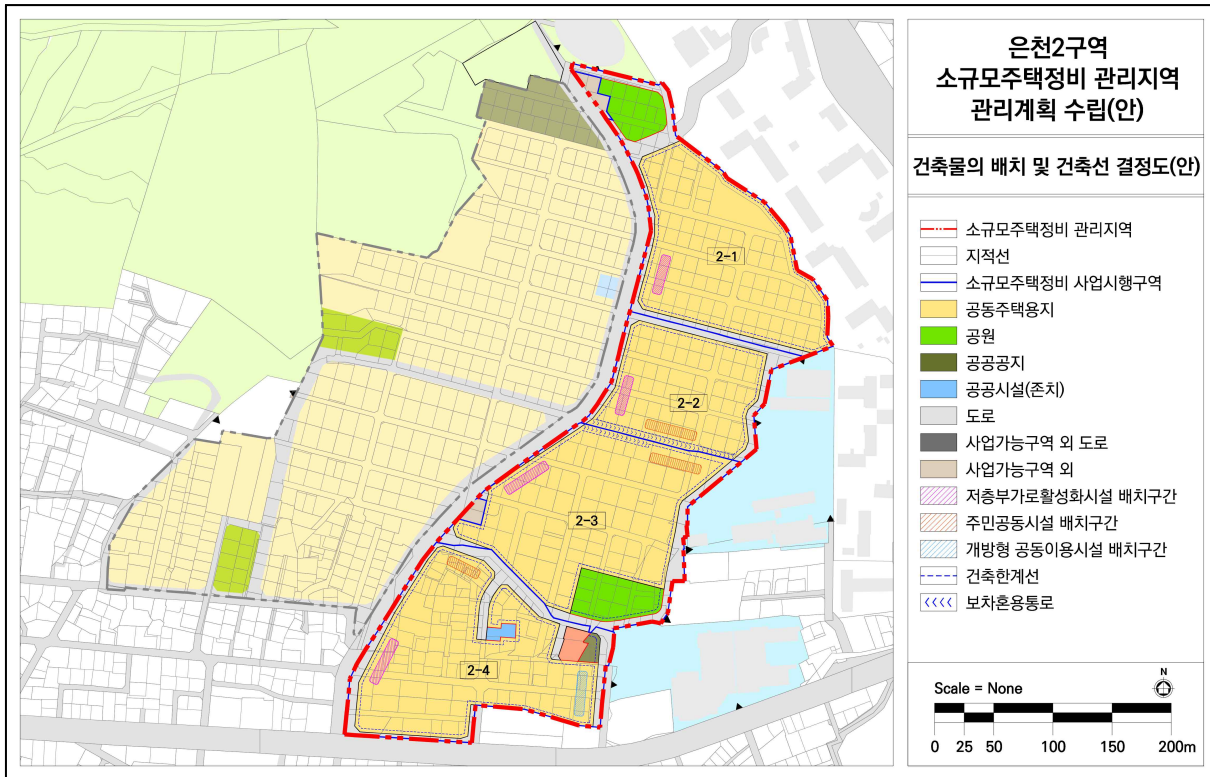 은천2구역
소규모주택정비 관리지역
관리계획 수립(안)
건축물의 배치 및 건축선 결정도(안)
소규모주택정비 관리지역
지적선
소규모주택정비 사업시행구역
공동주택용지
공원
공공공지
공공시설(존치)
도로
사업가능구역 외 도로
사업가능구역 외
저층부가로활성화시설 배치구간
주민공동시설 배치구간
개방형 공동이용시설 배치구간
건축한계선
보차혼용통로
2-1
2-2
2-3
2-4
Scale = None
N
0 25 50 100 150 200m